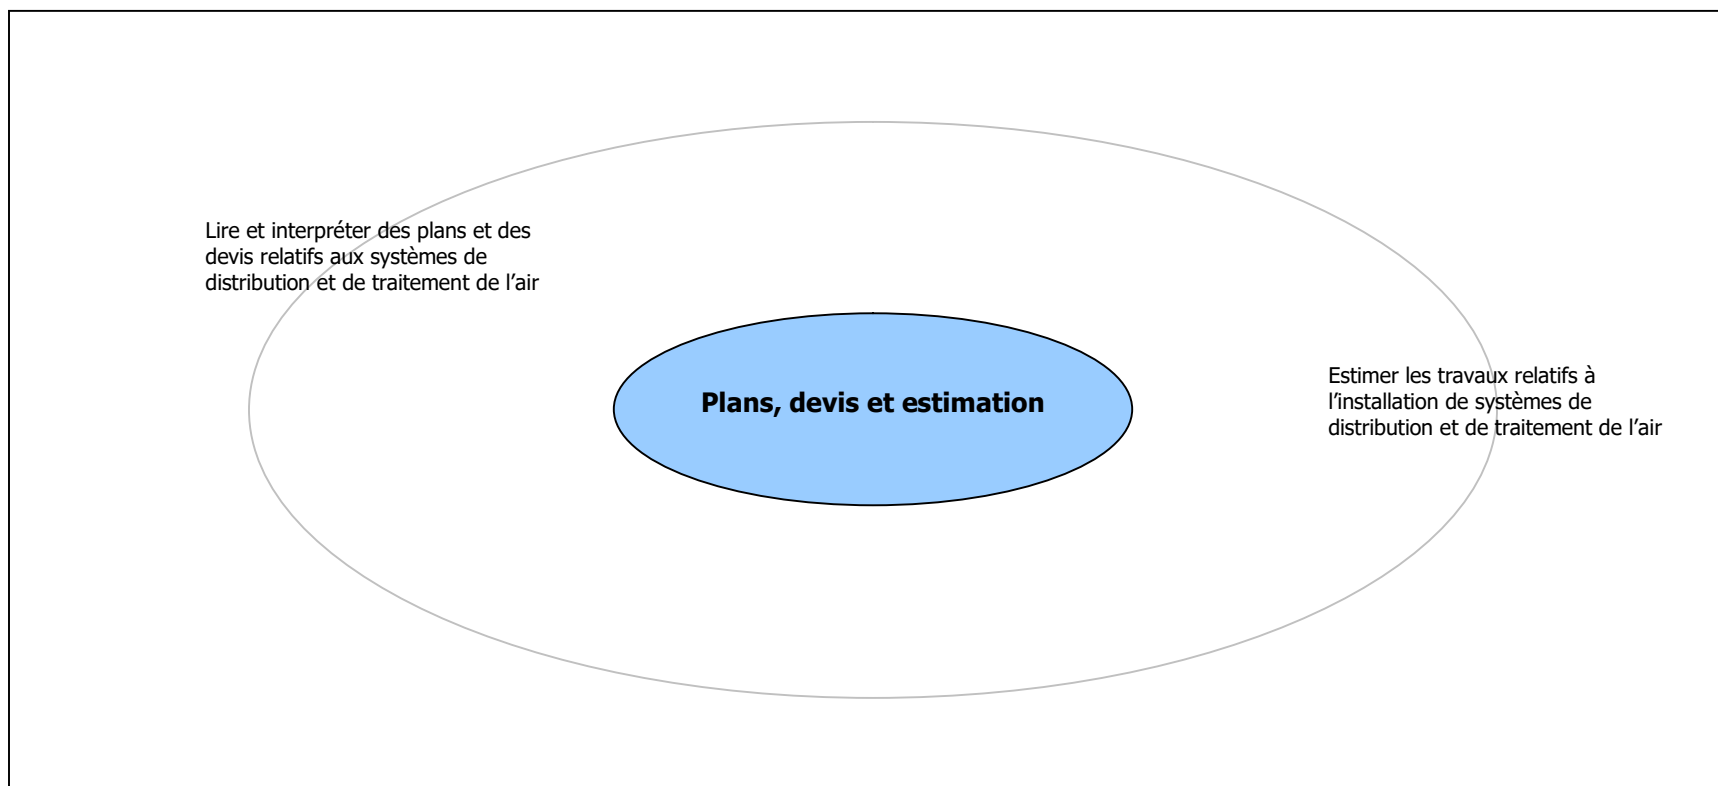 Lire et interpréter des plans et des
devis relatifs aux systèmes de
distribution et de traitement de l’air
Plans, devis et estimation
Estimer les travaux relatifs à
l’installation de systèmes de
distribution et de traitement de l’air